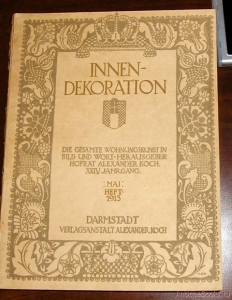 INNEN-
DEKORATION
DIE GESAMTE WOHNUNGSKUNST IN
BILD UND WORT · HERAUSGEBER
HOFRAT ALEXANDER KOCH.
XXIV. JAHRGANG.
MAI
HEFT
1913
DARMSTADT
VERLAGSANSTALT ALEXANDER KOCH